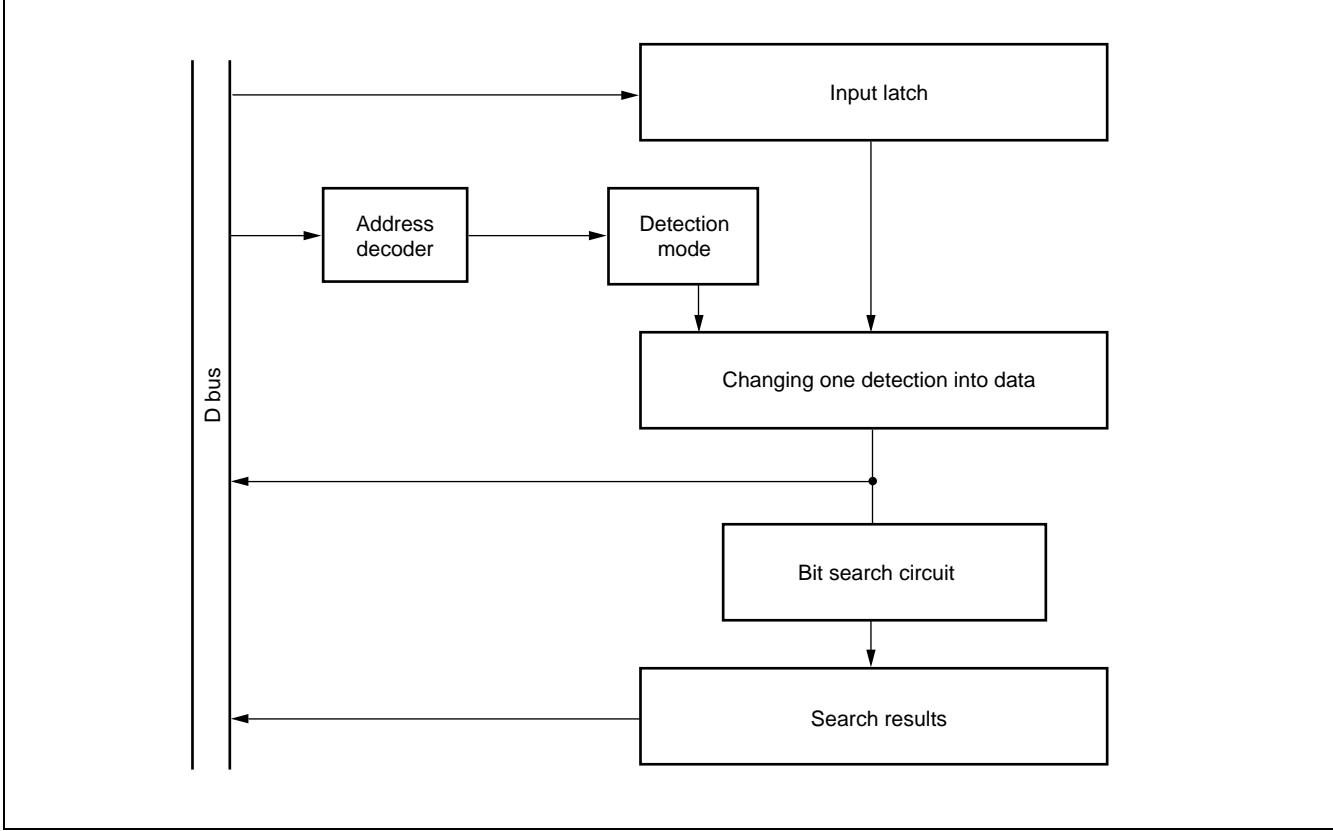 Input latch
Address
decoder
Detection
mode
Changing one detection into data
D bus
Bit search circuit
Search results